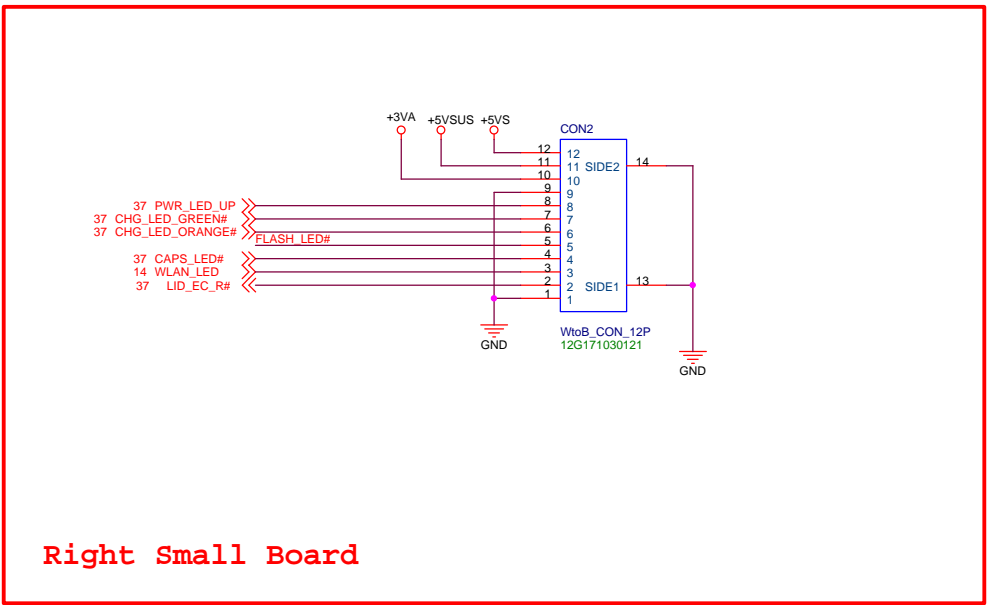 +3VA +5VSUS +5VS
CON2
12 12
11 11 SIDE2 14
10 10
9 9
37 PWR_LED_UP 8 8
37 CHG_LED_GREEN# 7 7
37 CHG_LED_ORANGE# 6 6
FLASH_LED# 5 5
37 CAPS_LED# 4 4
14 WLAN_LED 3 3
37 LID_EC_R# 2 2 SIDE1 13
1 1
WtoB_CON_12P
12G171030121
GND
GND
Right Small Board